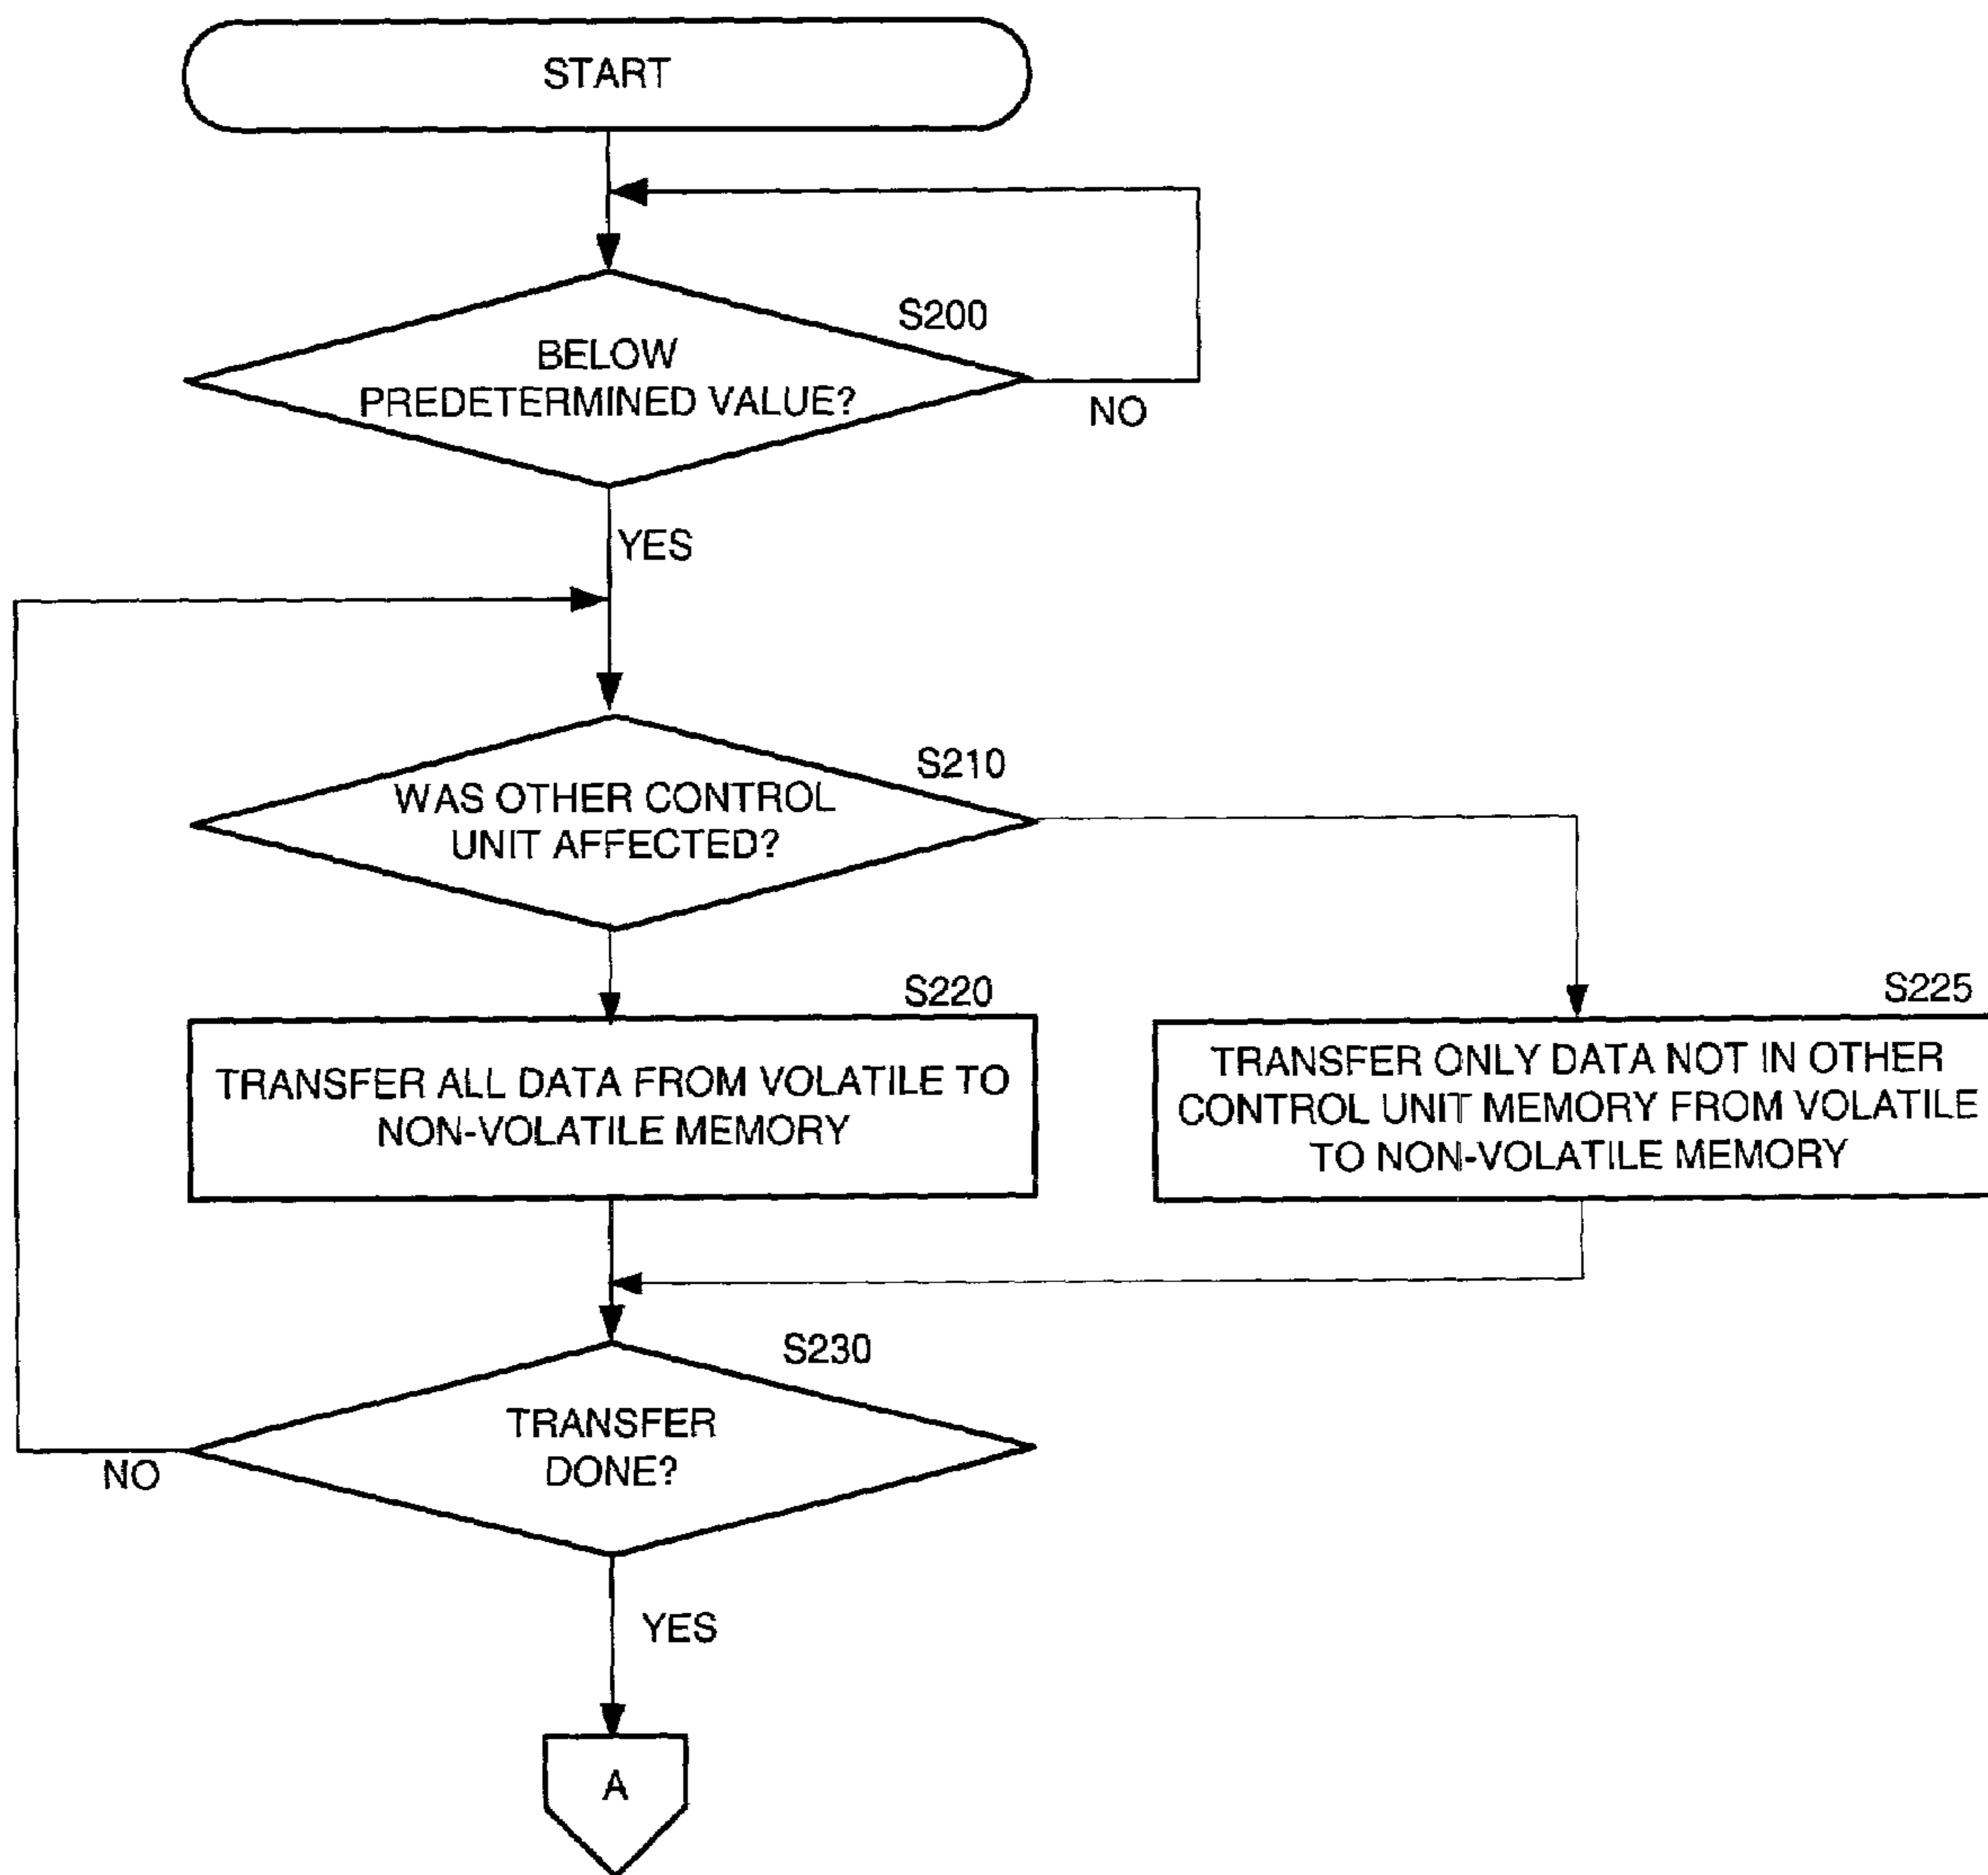 START
S200
BELOW
PREDETERMINED VALUE?
NO
YES
S210
WAS OTHER CONTROL
UNIT AFFECTED?
S220
TRANSFER ALL DATA FROM VOLATILE TO
NON-VOLATILE MEMORY
S225
TRANSFER ONLY DATA NOT IN OTHER
CONTROL UNIT MEMORY FROM VOLATILE
TO NON-VOLATILE MEMORY
S230
TRANSFER
DONE?
NO
YES
A